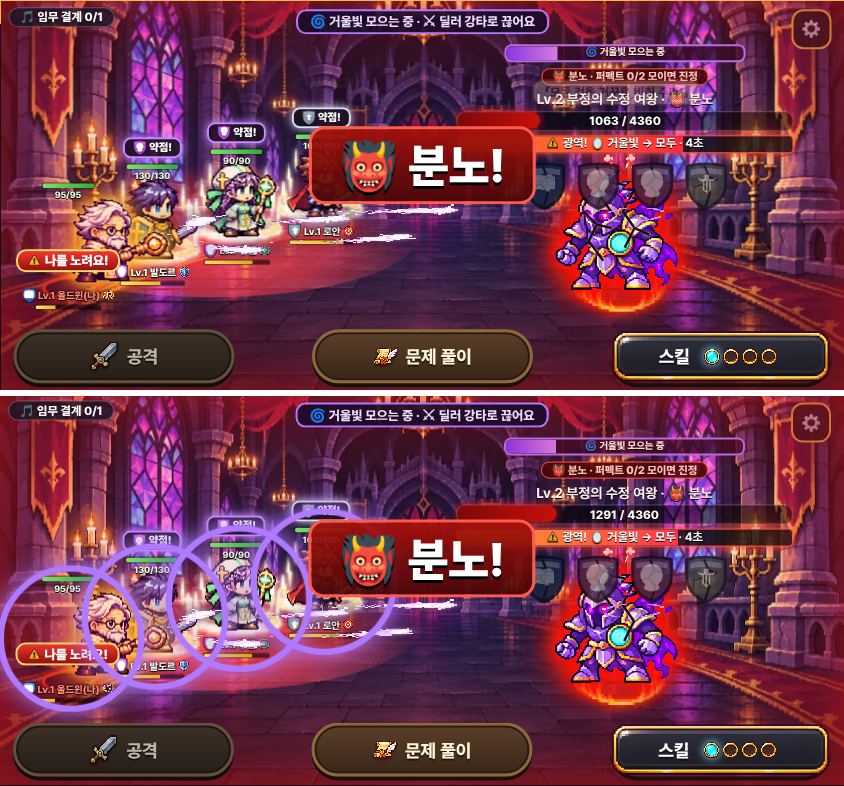 임무 결계 0/1
거울빛 모으는 중 · 딜러 강타로 끊어요
거울빛 모으는 중
분노 · 퍼펙트 0/2 모이면 진정
Lv.2 부정의 수정 여왕 · 분노
1063 / 4360
광역! 거울빛 → 모두 · 4초
약점!
약점!
약점!
90/90
130/130
95/95
분노!
Lv.1 로안
나를 노려요!
Lv.1 발도르
Lv.1 올드윈(나)
공격
문제 풀이
스킬
임무 결계 0/1
거울빛 모으는 중 · 딜러 강타로 끊어요
거울빛 모으는 중
분노 · 퍼펙트 0/2 모이면 진정
Lv.2 부정의 수정 여왕 · 분노
1291 / 4360
광역! 거울빛 → 모두 · 4초
약점!
약점!
90/90
130/130
95/95
분노!
Lv.1 로안
나를 노려요!
Lv.1 발도르
Lv.1 올드윈(나)
공격
문제 풀이
스킬